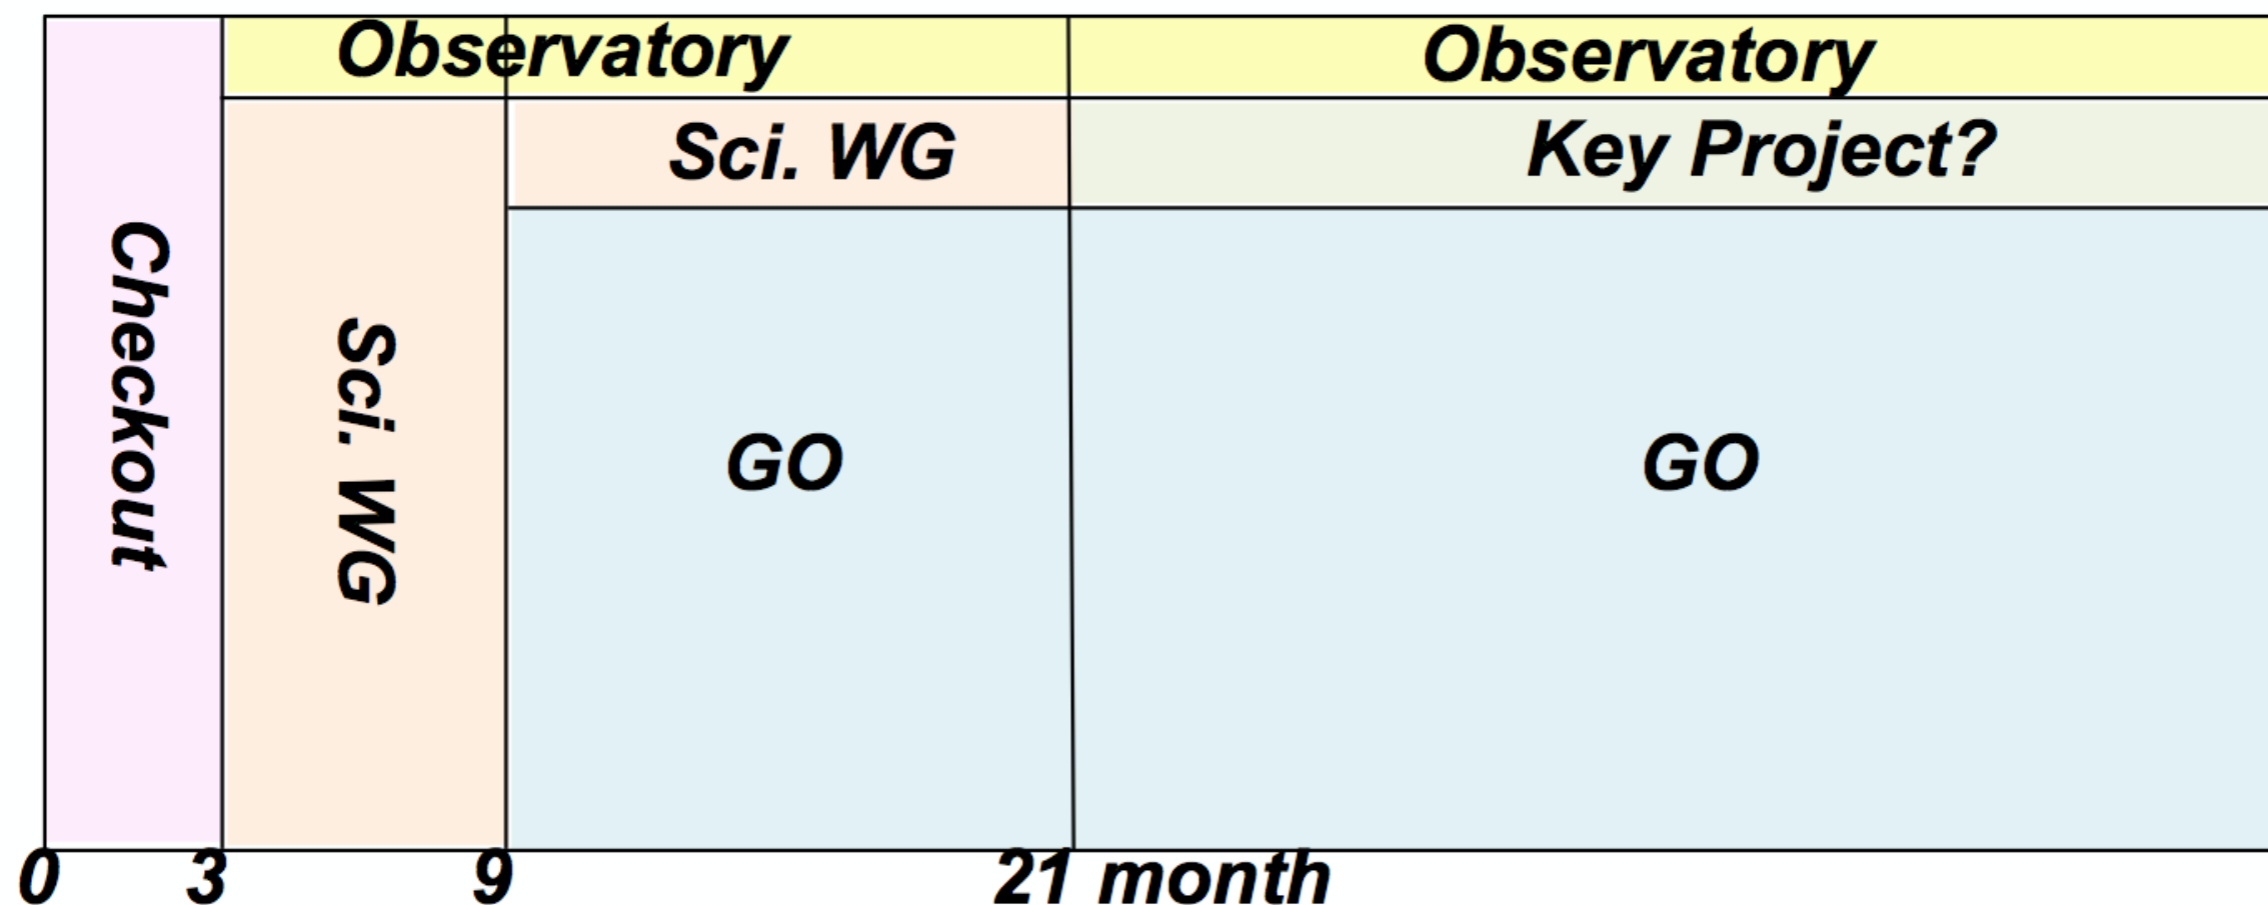 Observatory
Observatory
Sci. WG
Key Project?
Checkout
Sci. WG
GO
GO
0
3
9
21 month